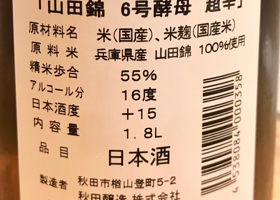 「山田錦 6号酵母 超辛」
原材料名 米(国産)、米麹(国産米)
原料米 兵庫県産 山田錦 100%使用
精米歩合 55%
アルコール分 16度
日本酒度 +15
内容量 1.8L
品目 日本酒
製造者 秋田市楢山登町5-2
秋田醸造 株式会社
4538084000358